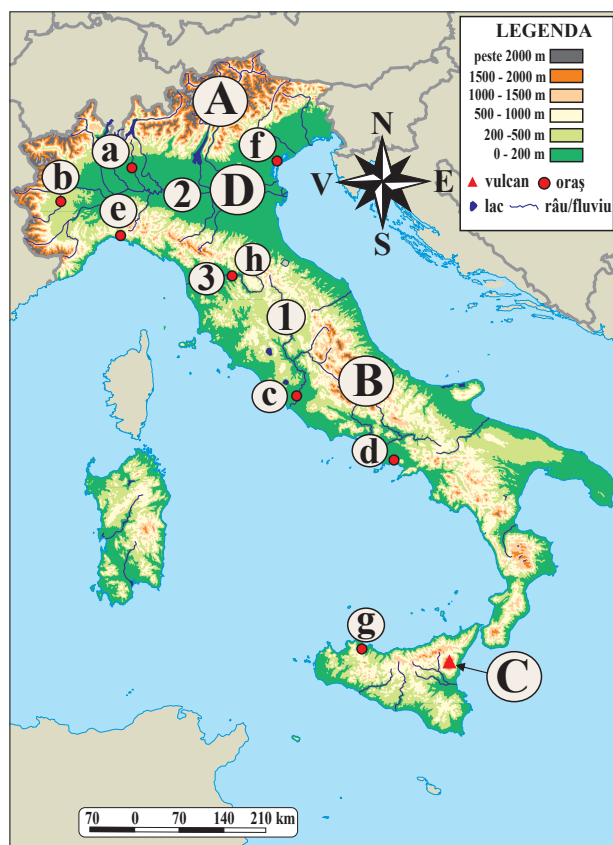 LEGENDA
peste 2000 m
1500 - 2000 m
1000 - 1500 m
500 - 1000 m
200 -500 m
0 - 200 m
vulcan
oraş
lac
râu/fluviu
N
V
E
S
A
a
f
b
2
D
e
h
3
1
c
B
d
g
C
70 0 70 140 210 km